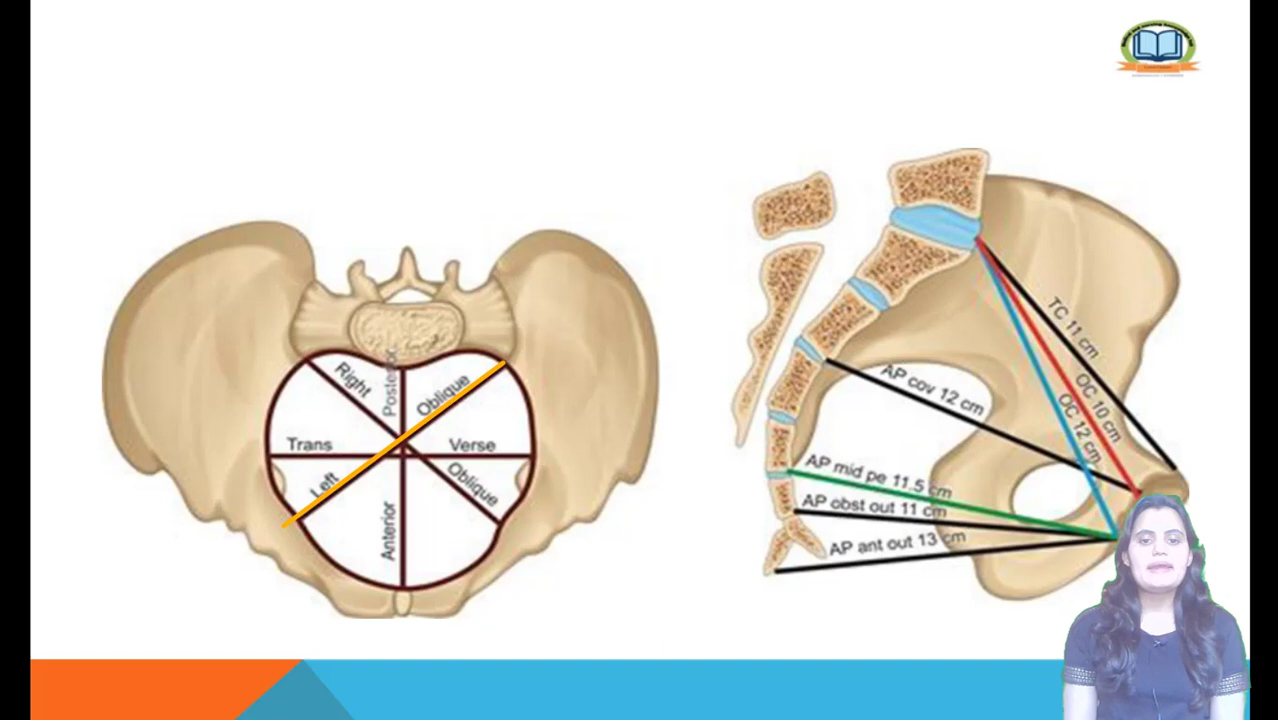 Right
Posterior
Oblique
Trans
Verse
Left
Oblique
Anterior
TC 11 cm
OC 10 cm
OC 12 cm
AP cov 12 cm
AP mid pe 11.5 cm
AP obst out 11 cm
AP ant out 13 cm